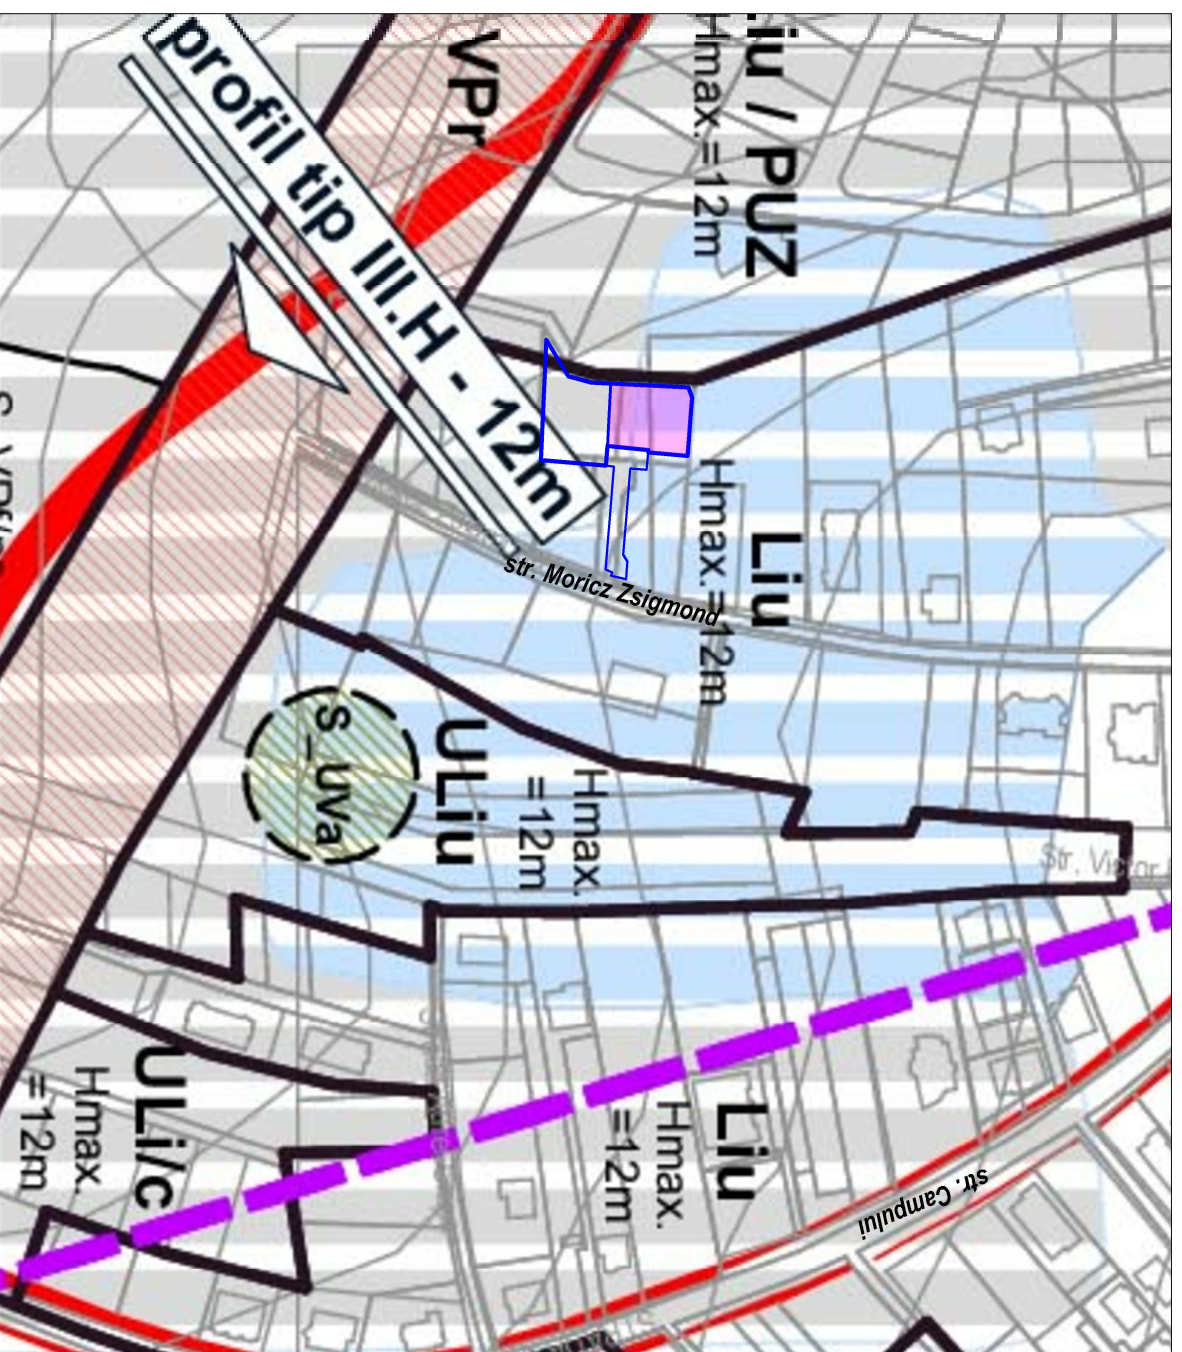 profil tip III.H - 12m
VPr
iu / PUZ
Hmax.=12m
Liu
Hmax.=12m
str. Moricz Zsigmond
S_UVa
ULiu
Hmax.
=12m
Str. Victor
ULi/c
Hmax.
=12m
Liu
Hmax.
=12m
str. Campului